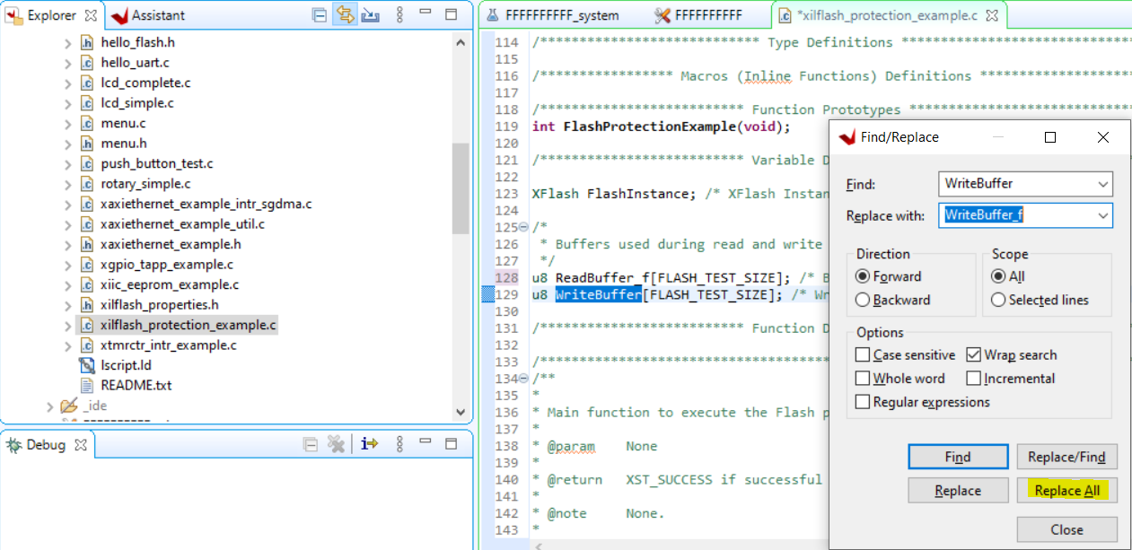 Explorer
Assistant
hello_flash.h
hello_uart.c
lcd_complete.c
lcd_simple.c
menu.c
menu.h
push_button_test.c
rotary_simple.c
xaxiethernet_example_intr_sgdma.c
xaxiethernet_example_util.c
xaxiethernet_example.h
xgpio_tapp_example.c
xiic_eeprom_example.c
xilflash_properties.h
xilflash_protection_example.c
xtmrctr_intr_example.c
lscript.ld
README.txt
_ide
Debug
FFFFFFFFFF_system
FFFFFFFFFF
*xilflash_protection_example.c
114 /**************************** Type Definitions *****************************
115
116 /***************** Macros (Inline Functions) Definitions *******************
117
118 /************************** Function Prototypes ****************************
119 int FlashProtectionExample(void);
120
121 /************************** Variable D
122
123 XFlash FlashInstance; /* XFlash Instan
124
125 /*
126 * Buffers used during read and write
127 */
128 u8 ReadBuffer_f[FLASH_TEST_SIZE]; /* B
129 u8 WriteBuffer[FLASH_TEST_SIZE]; /* Wr
130
131 /************************** Function D
132
133 /*************************************
134 /**
135 *
136 * Main function to execute the Flash p
137 *
138 * @param None
139 *
140 * @return XST_SUCCESS if successful
141 *
142 * @note None.
143 *
Find/Replace
Find: WriteBuffer
Replace with: WriteBuffer_f
Direction
Forward
Backward
Scope
All
Selected lines
Options
Case sensitive Wrap search
Whole word Incremental
Regular expressions
Find Replace/Find
Replace Replace All
Close